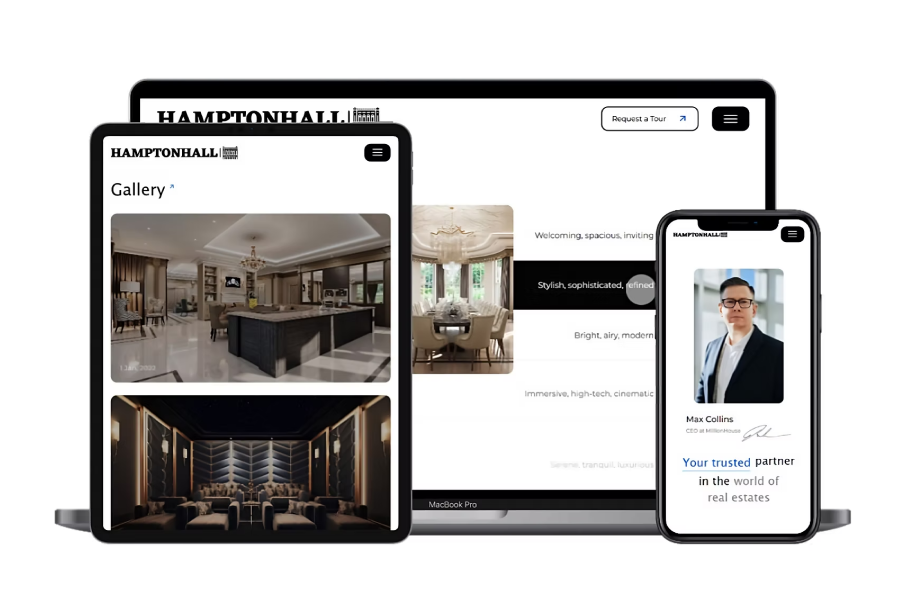 HAMPTONHALL
Request a Tour
Welcoming, spacious, inviting
Stylish, sophisticated, refined
Bright, airy, modern
Immersive, high-tech, cinematic
Serene, tranquil, luxurious
MacBook Pro
HAMPTONHALL
Gallery
HAMPTONHALL
Max Collins
CEO at MillionHouse
Your trusted partner
in the world of
real estates